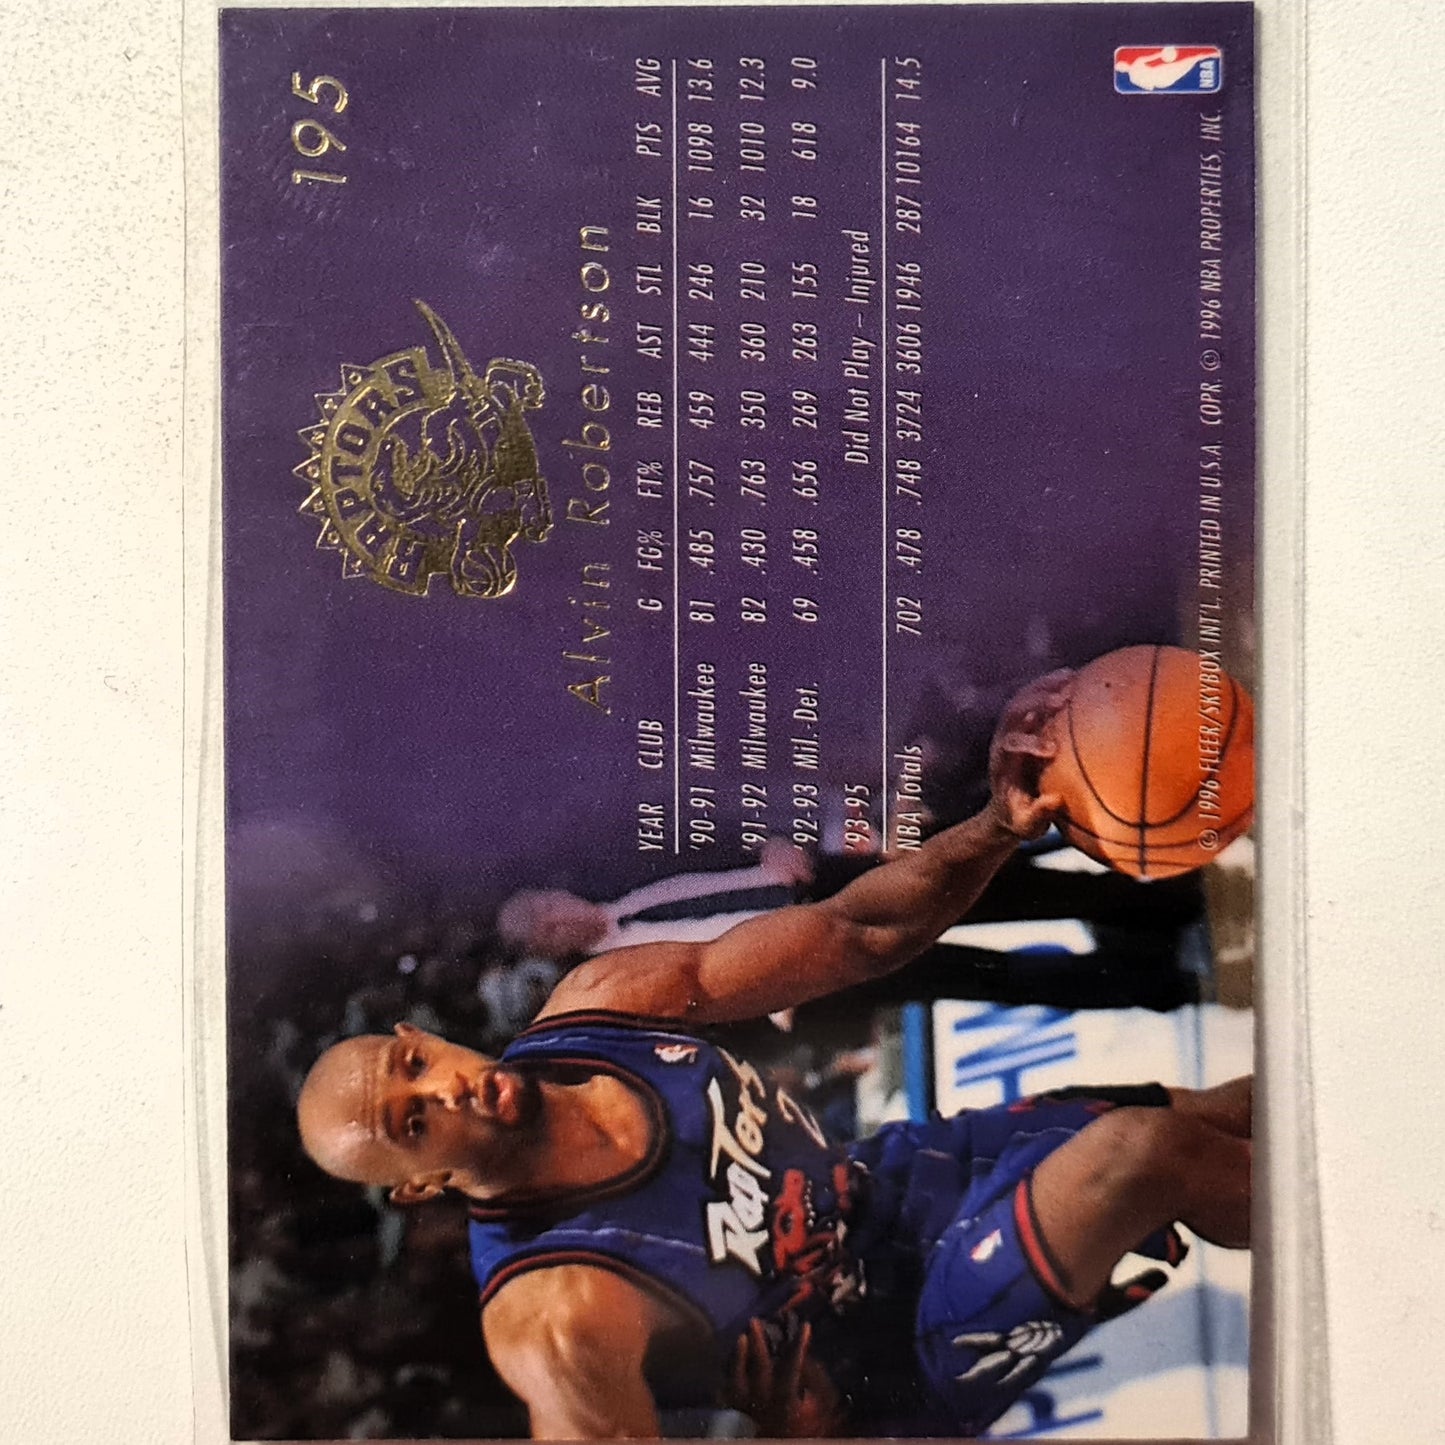 195
RAPTORS
Alvin Robertson
YEAR CLUB G FG% FT% REB AST STL BLK PTS AVG
'90-91 Milwaukee 81 .485 .757 459 444 246 16 1098 13.6
'91-92 Milwaukee 82 .430 .763 350 360 210 32 1010 12.3
'92-93 Mil.-Det. 69 .458 .656 269 263 155 18 618 9.0
'93-95 Did Not Play – Injured
NBA Totals 702 .478 .748 3724 3606 1946 287 10164 14.5
© 1996 FLEER/SKYBOX INT'L. PRINTED IN U.S.A. COPR. © 1996 NBA PROPERTIES, INC.
NBA
RAPTORS
2
HM